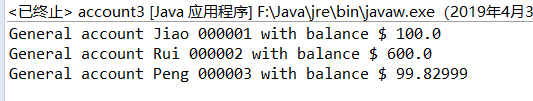 <已终止> account3 [Java 应用程序] F:\Java\jre\bin\javaw.exe（2019年4月3
General account Jiao 000001 with balance $ 100.0
General account Rui 000002 with balance $ 600.0
General account Peng 000003 with balance $ 99.82999